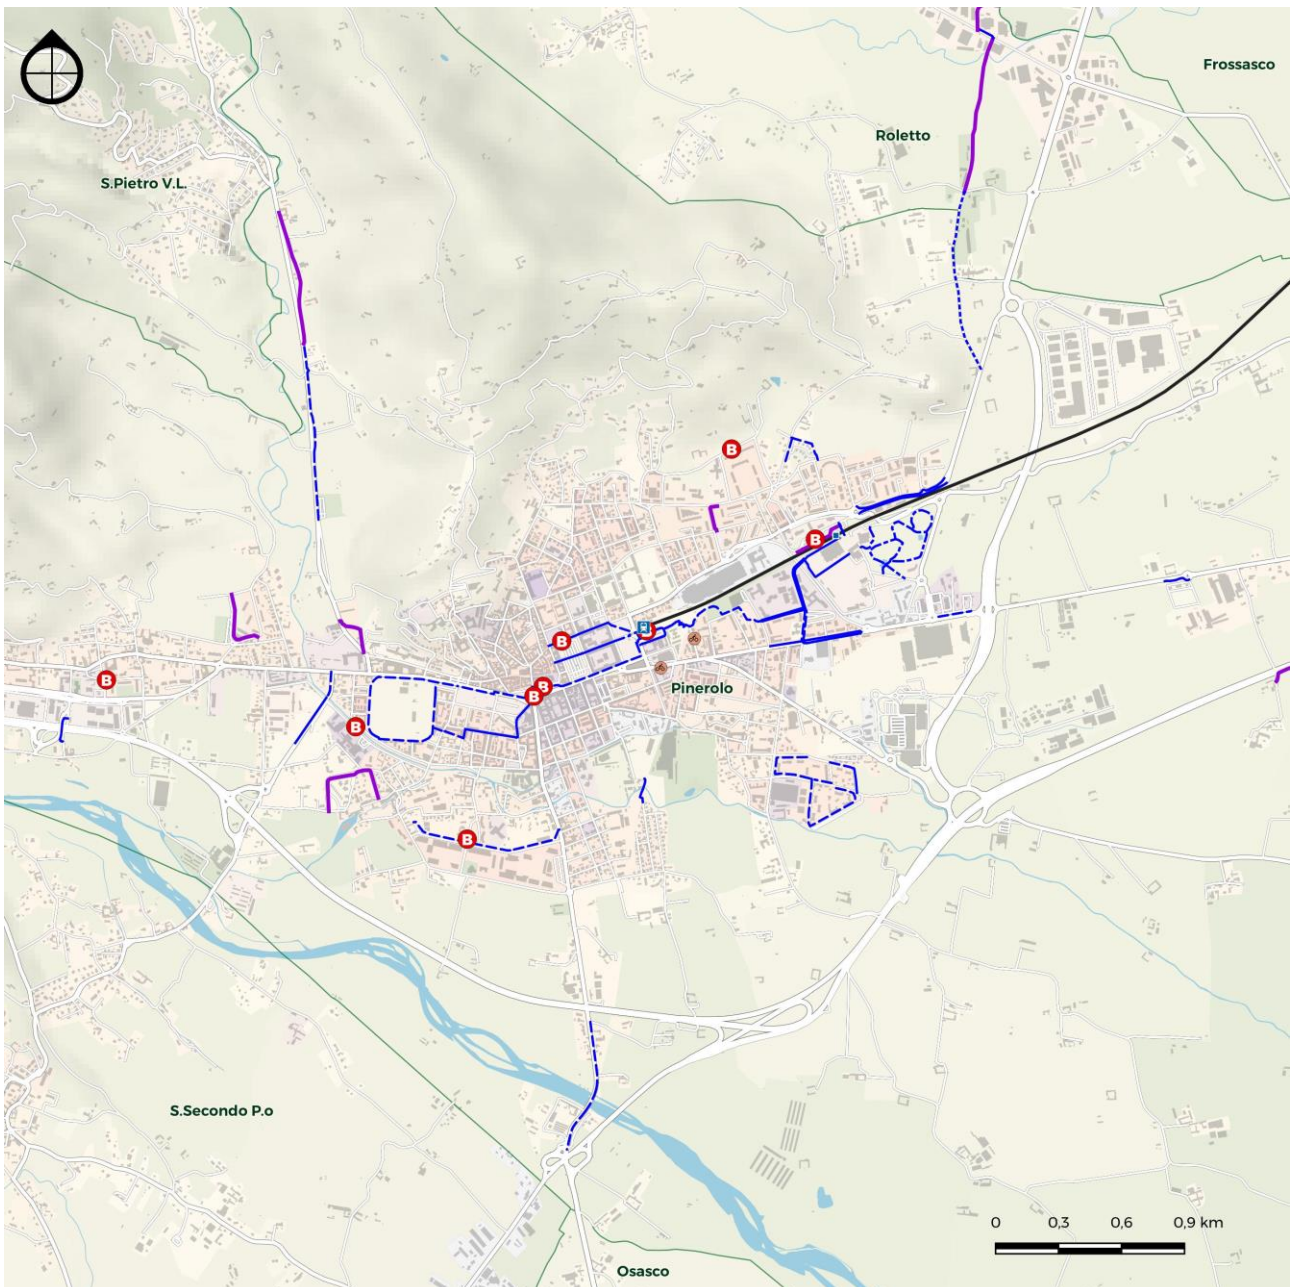 Frossasco
Roletto
S.Pietro V.L.
B
B
B
B
Pinerolo
B
B
B
B
B
S.Secondo P.o
0 0,3 0,6 0,9 km
Osasco